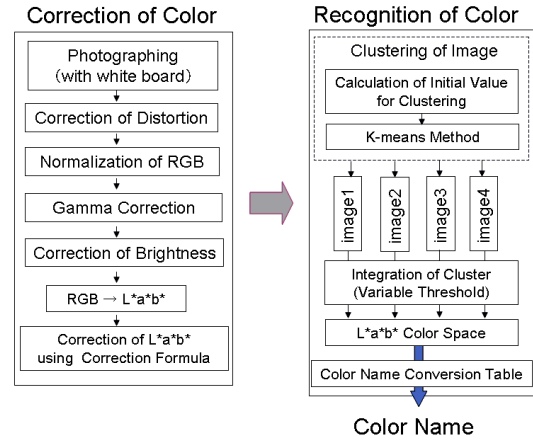 Correction of Color
Photographing
(with white board)
Correction of Distortion
Normalization of RGB
Gamma Correction
Correction of Brightness
RGB → L*a*b*
Correction of L*a*b*
using Correction Formula
Recognition of Color
Clustering of Image
Calculation of Initial Value
for Clustering
K-means Method
image1
image2
image3
image4
Integration of Cluster
(Variable Threshold)
L*a*b* Color Space
Color Name Conversion Table
Color Name